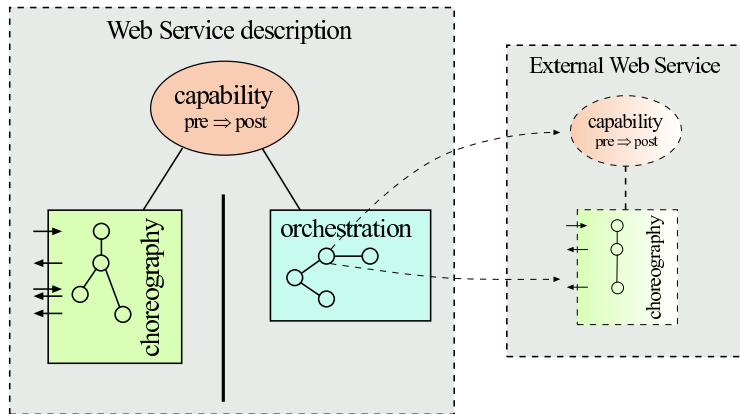 Web Service description
capability
pre ⇒ post
choreography
orchestration
External Web Service
capability
pre ⇒ post
choreography